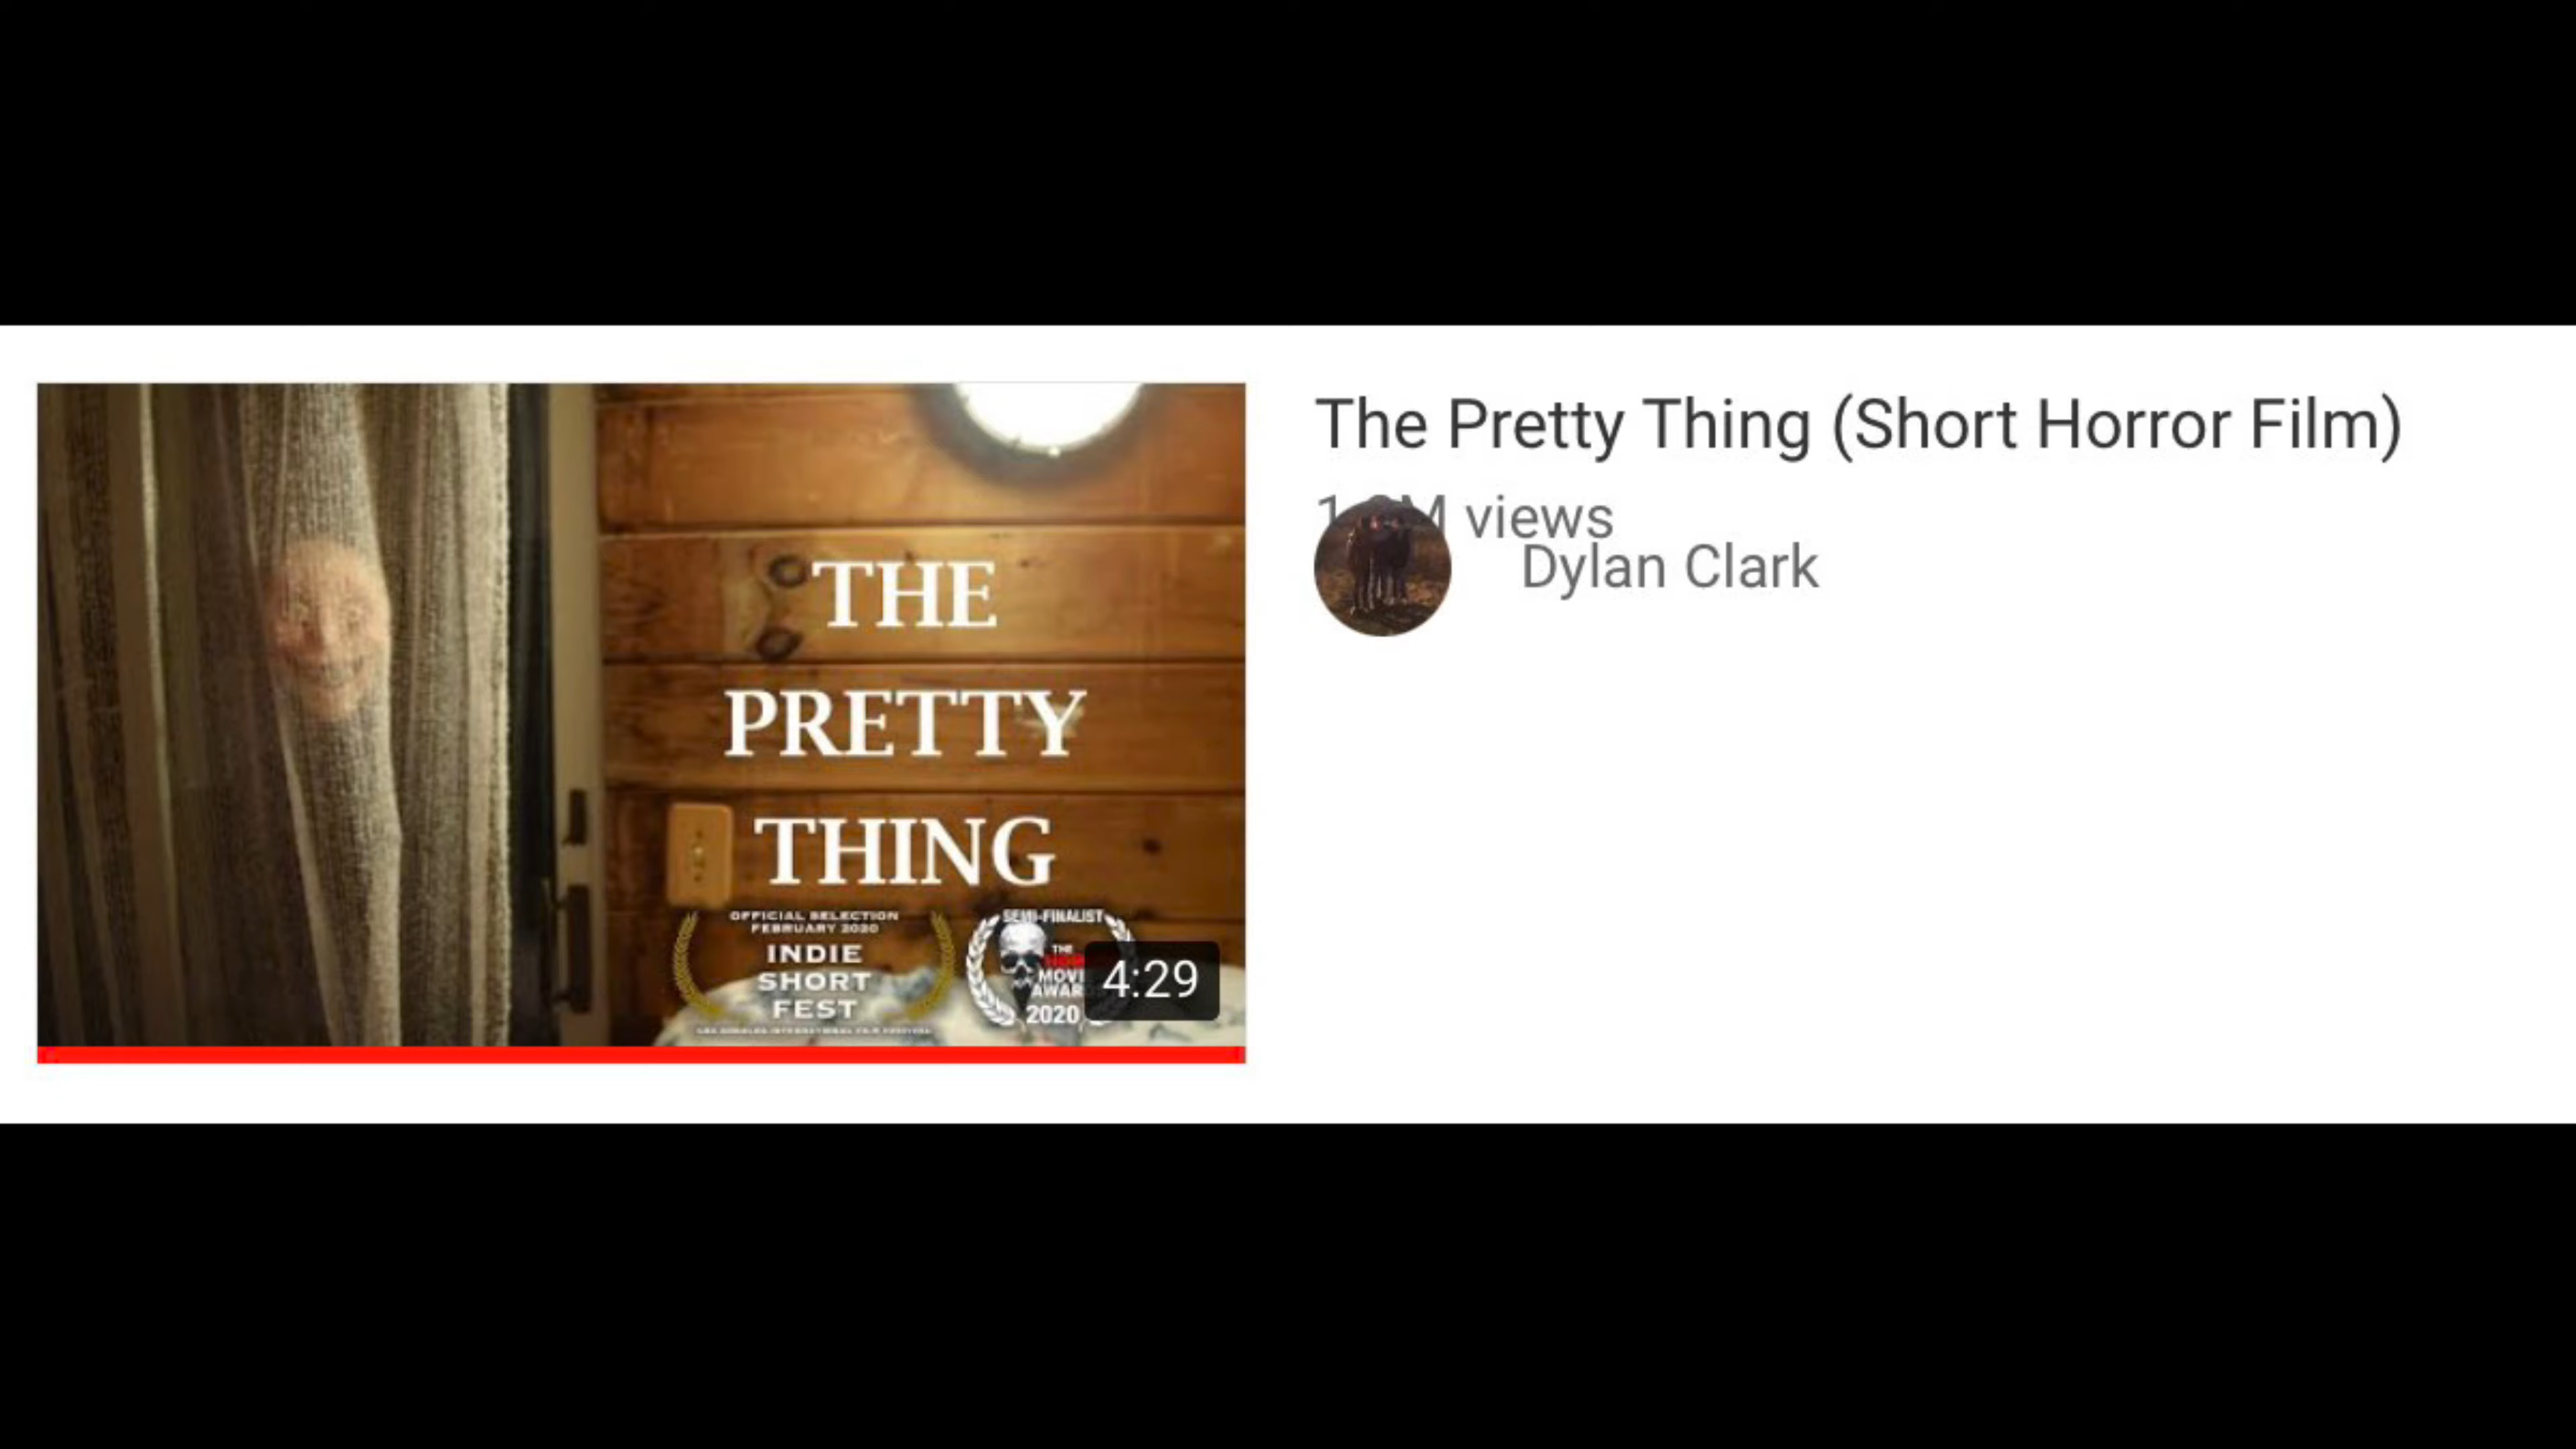 THE
PRETTY
THING
OFFICIAL SELECTION
FEBRUARY 2020
INDIE
SHORT
FEST
SEMI-FINALIST
THE
2020
4:29
The Pretty Thing (Short Horror Film)
views
Dylan Clark